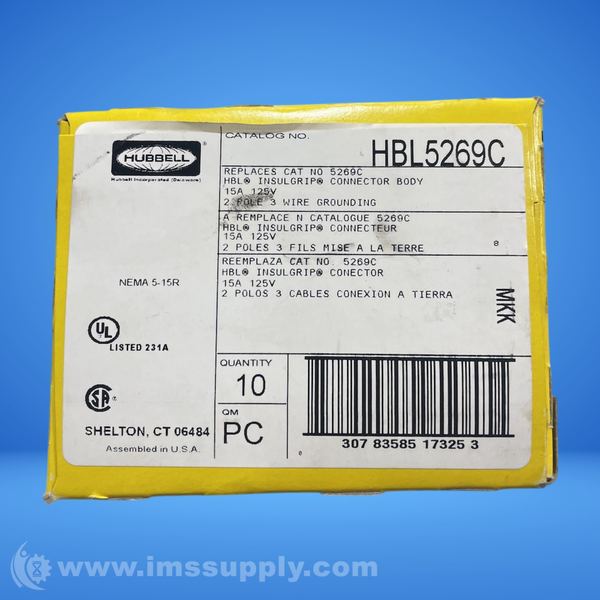 HUBBELL
Hubbell Incorporated (Delaware)
CATALOG NO.
HBL5269C
REPLACES CAT NO 5269C
HBL® INSULGRIP® CONNECTOR BODY
15A 125V
2 POLE 3 WIRE GROUNDING
A REMPLACE N CATALOGUE 5269C
HBL® INSULGRIP® CONNECTEUR
15A 125V
2 POLES 3 FILS MISE A LA TERRE
8
REEMPLAZA CAT NO. 5269C
HBL® INSULGRIP® CONECTOR
15A 125V
2 POLOS 3 CABLES CONEXION A TIERRA
MKK
NEMA 5-15R
UL
LISTED 231A
SA
SHELTON, CT 06484
Assembled in U.S.A.
QUANTITY
10
QM
PC
0
307 83585 17325 3
www.imssupply.com